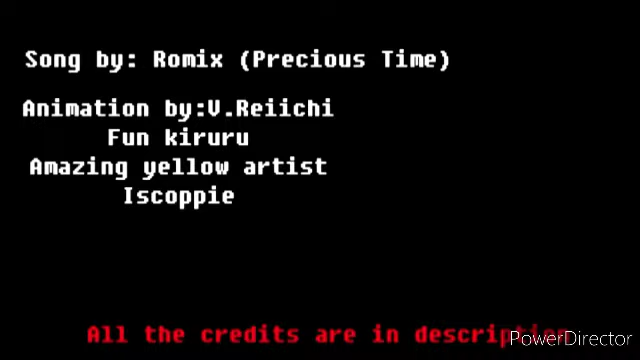 Song by: Romix (Precious Time)
Animation by:V.Reiichi
Fun kiruru
Amazing yellow artist
Iscoppie
All the credits are in description
PowerDirector